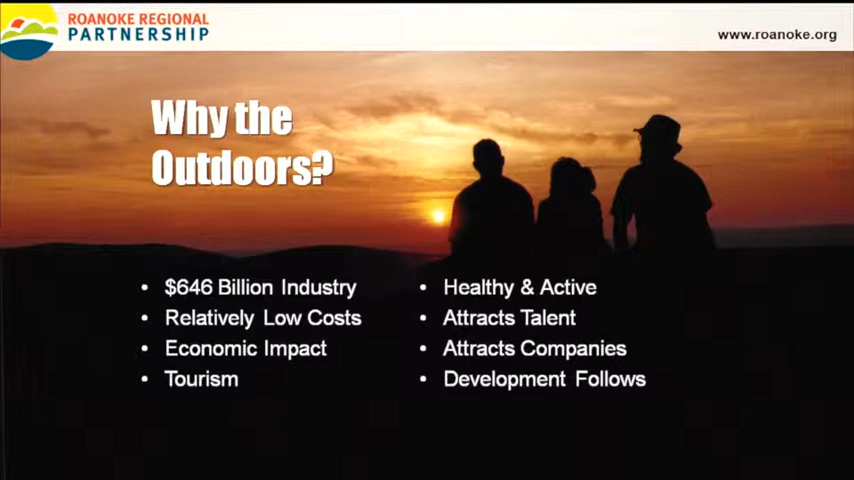 ROANOKE REGIONAL
PARTNERSHIP
www.roanoke.org
Why the
Outdoors?
• $646 Billion Industry
• Relatively Low Costs
• Economic Impact
• Tourism
• Healthy & Active
• Attracts Talent
• Attracts Companies
• Development Follows